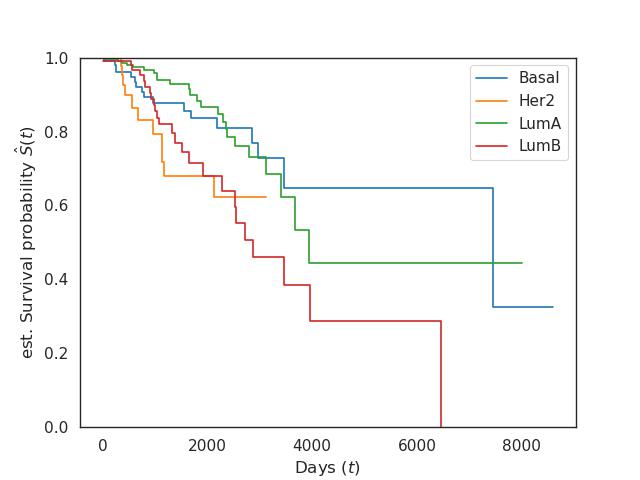 1.0
0.8
0.6
0.4
0.2
0.0
est. Survival probability Ŝ(t)
Basal
Her2
LumA
LumB
0 2000 4000 6000 8000
Days (t)